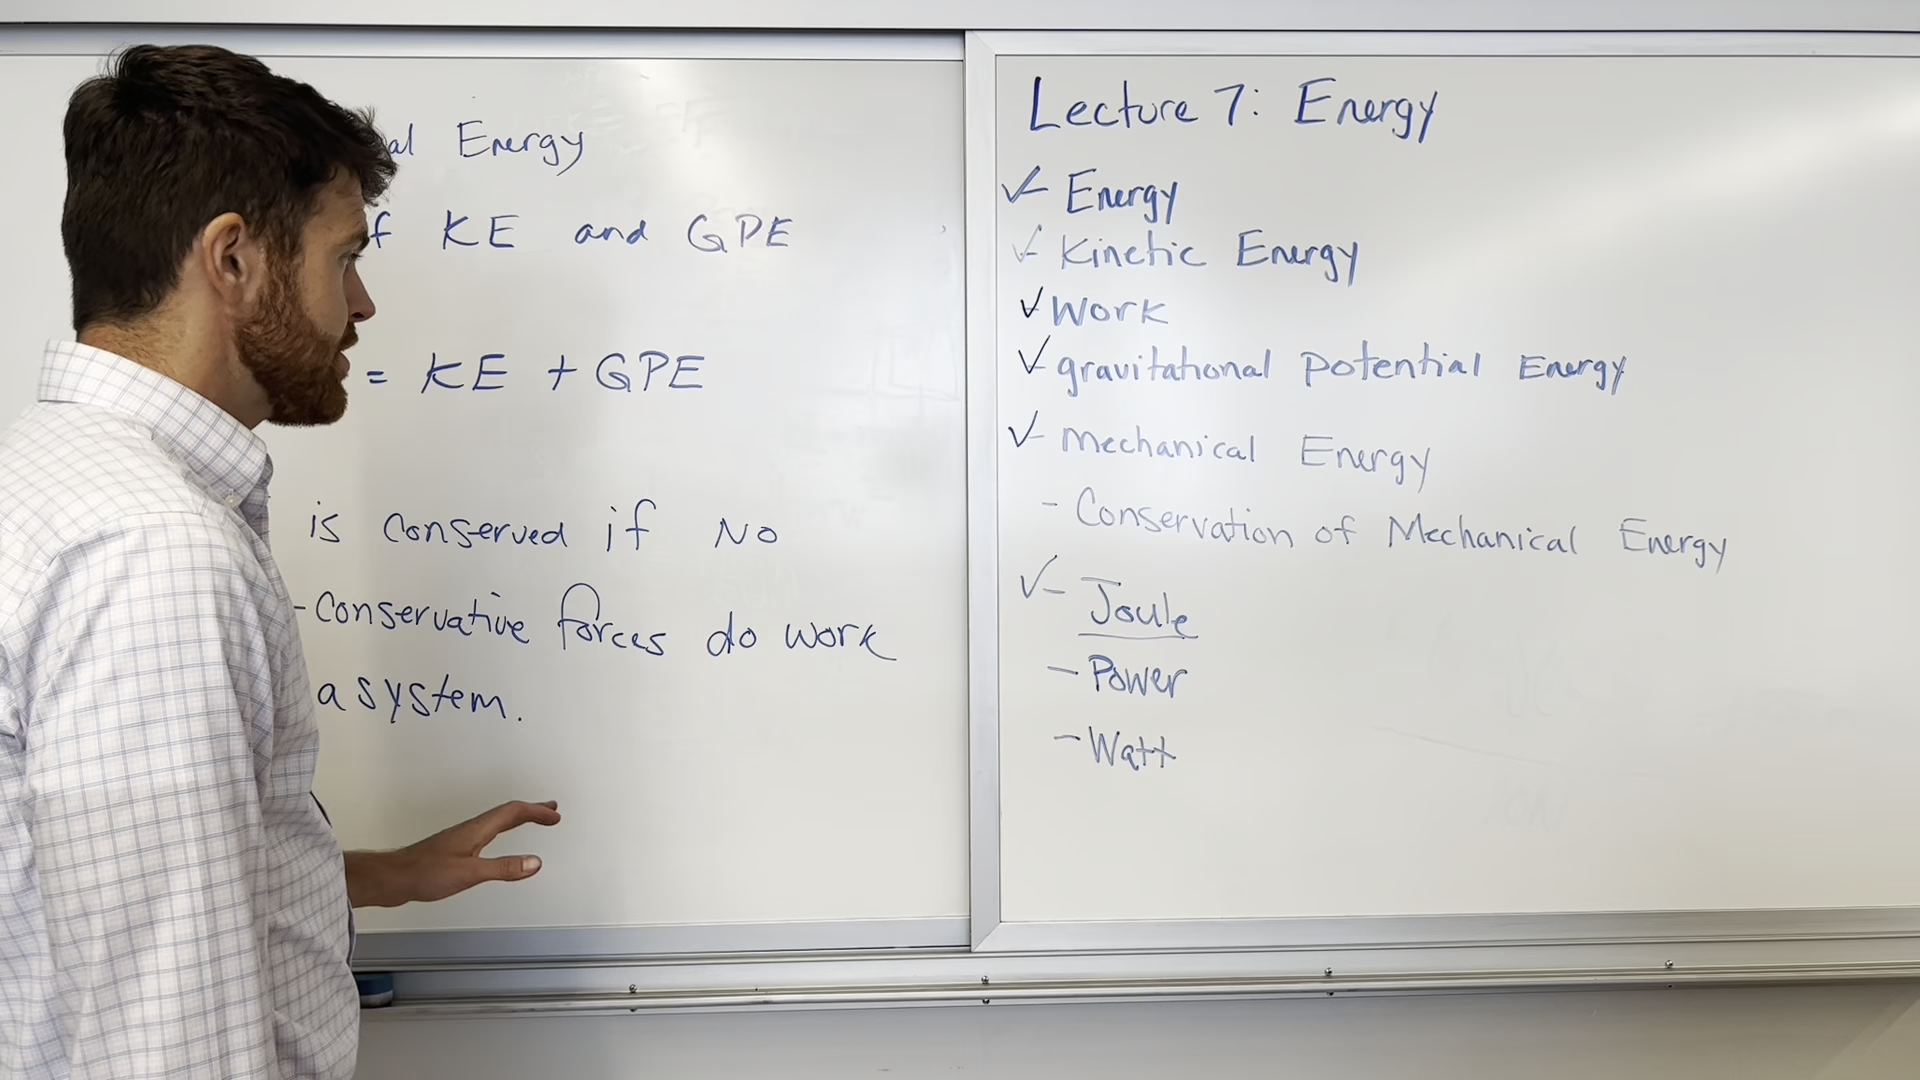 al Energy
f KE and GPE
= KE + GPE
is conserved if No
-conservative forces do work
a system.
Lecture 7: Energy
✓- Energy
✓- Kinetic Energy
✓ Work
✓- gravitational potential Energy
✓- Mechanical Energy
- Conservation of Mechanical Energy
✓- Joule
- Power
- Watt